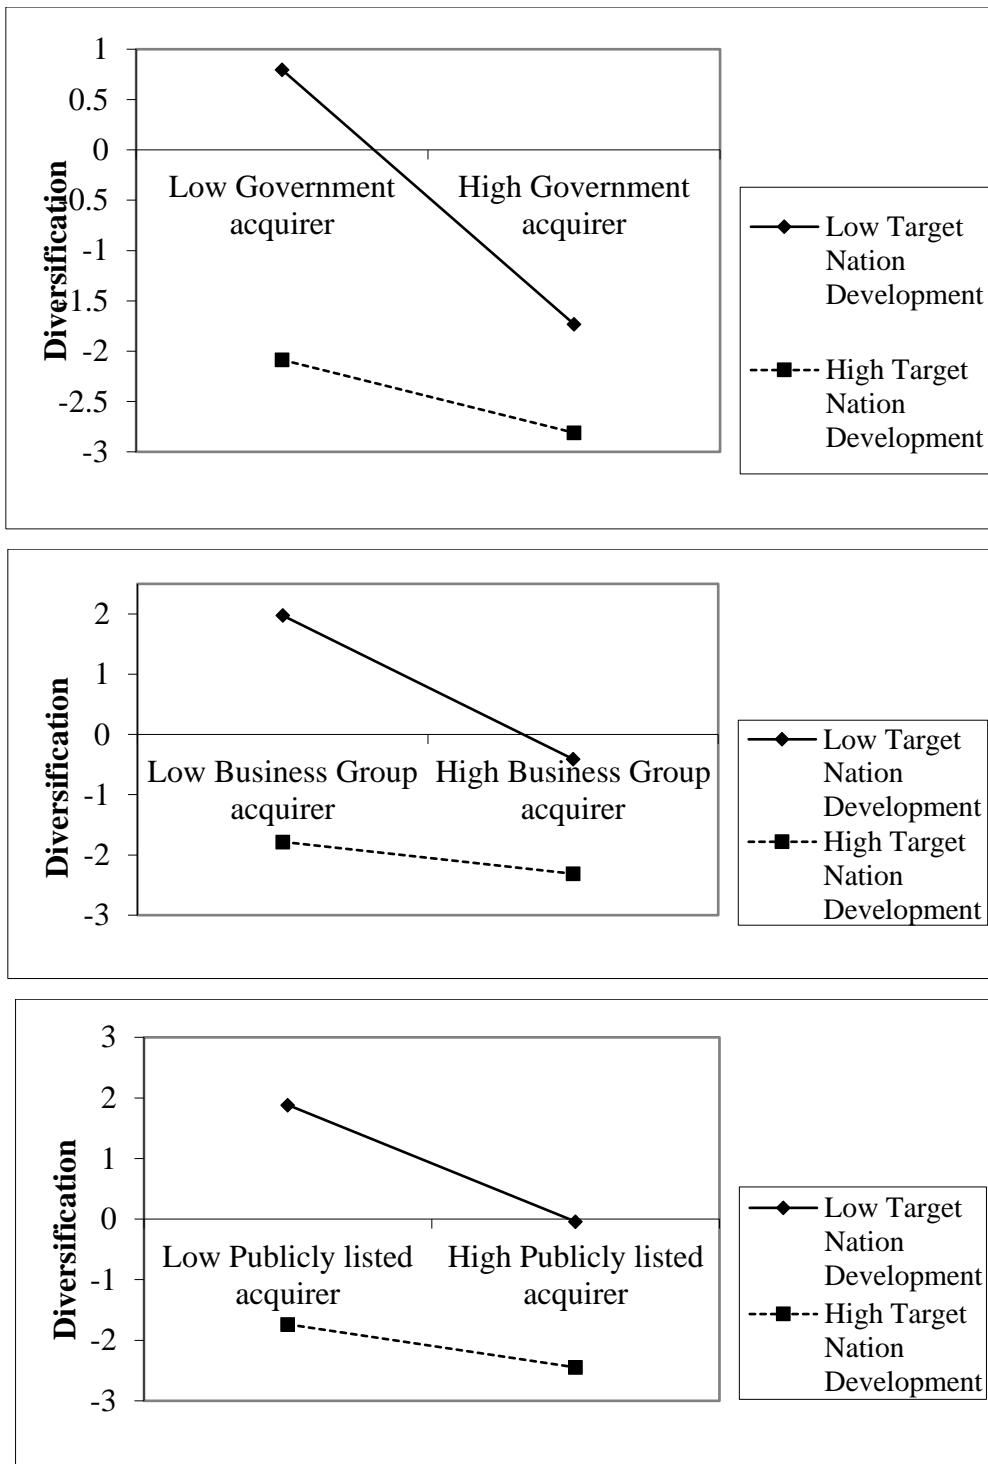 1
0.5
0
-0.5
-1
-1.5
-2
-2.5
-3
Diversification
Low Government
acquirer
High Government
acquirer
Low Target
Nation
Development
High Target
Nation
Development
2
1
0
-1
-2
-3
Diversification
Low Business Group
acquirer
High Business Group
acquirer
Low Target
Nation
Development
High Target
Nation
Development
3
2
1
0
-1
-2
-3
Diversification
Low Publicly listed
acquirer
High Publicly listed
acquirer
Low Target
Nation
Development
High Target
Nation
Development